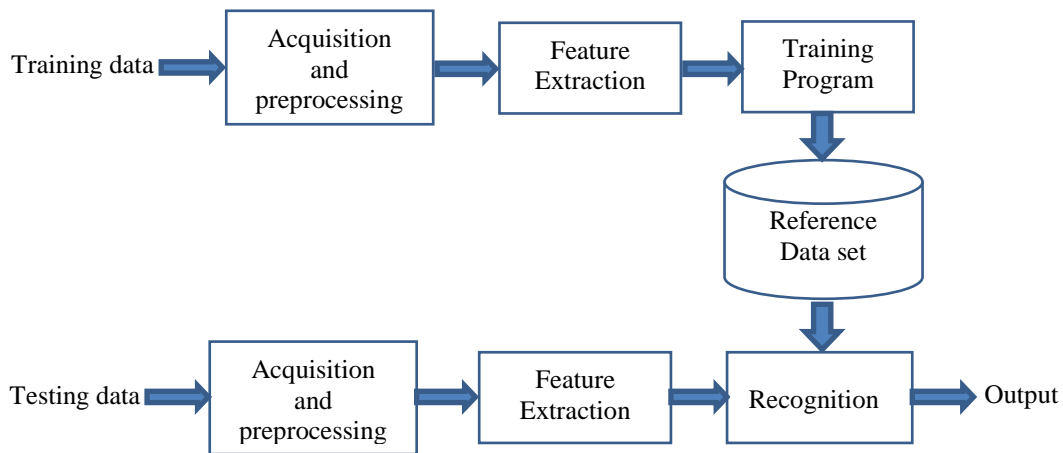 Training data
Acquisition
and
preprocessing
Feature
Extraction
Training
Program
Reference
Data set
Testing data
Acquisition
and
preprocessing
Feature
Extraction
Recognition
Output